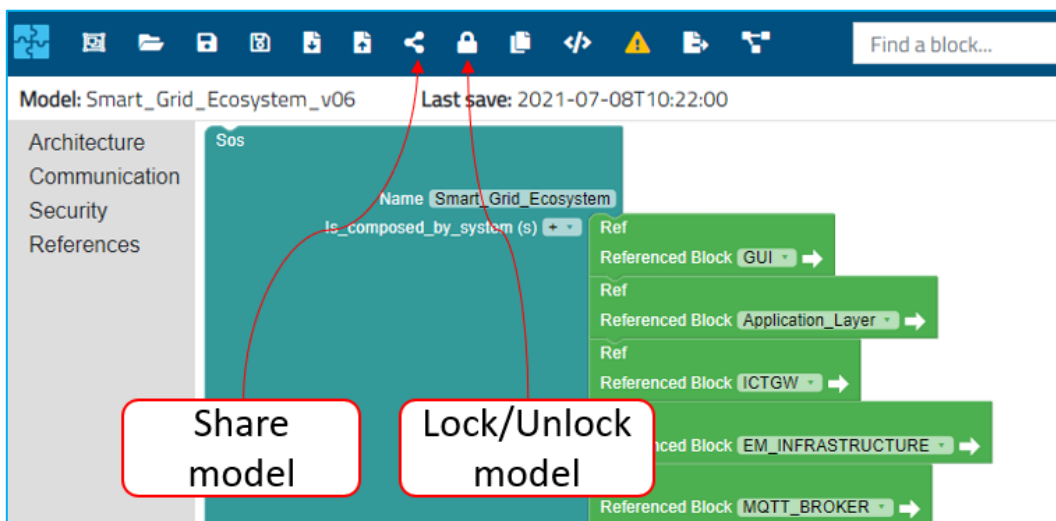 Find a block...
Model: Smart_Grid_Ecosystem_v06 Last save: 2021-07-08T10:22:00
Architecture
Communication
Security
References
Sos
Name Smart_Grid_Ecosystem
Is_composed_by_system (s) +
Ref
Referenced Block GUI
Ref
Referenced Block Application_Layer
Ref
Referenced Block ICTGW
nced Block EM_INFRASTRUCTURE
Referenced Block MQTT_BROKER
Share
model
Lock/Unlock
model